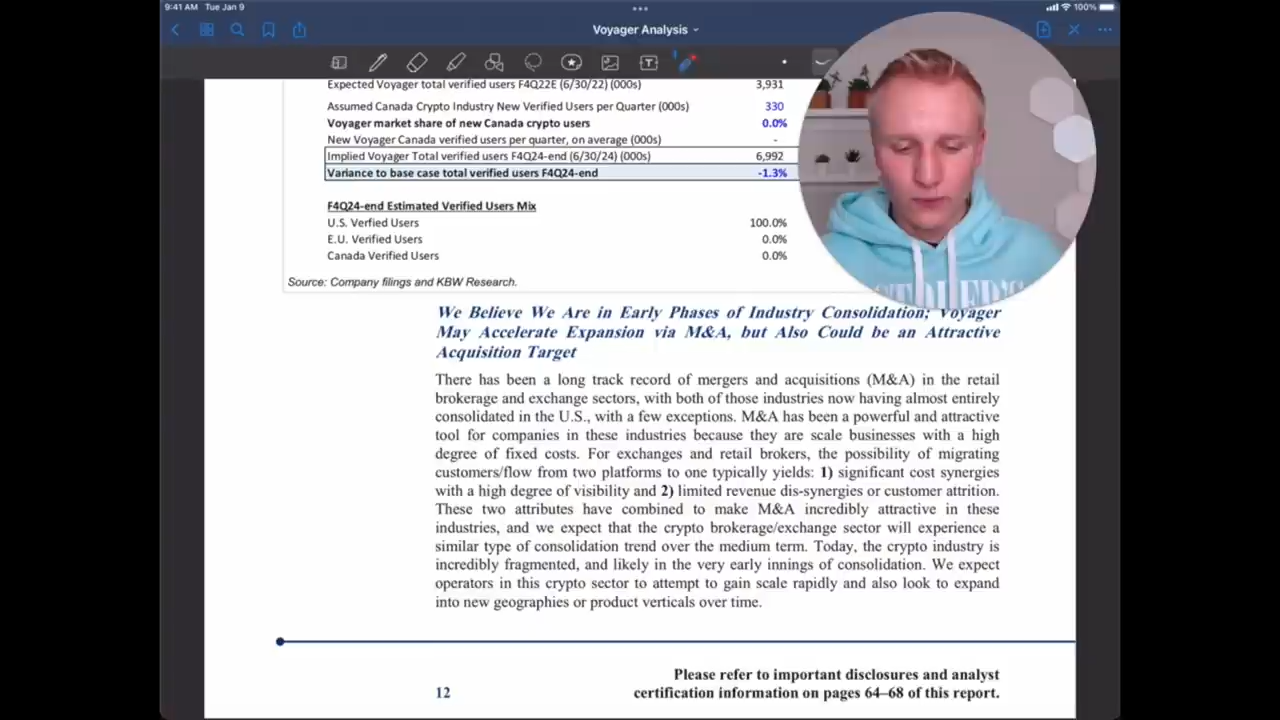 9:41 AM Tue Jan 9
100%
Voyager Analysis
Expected Voyager total verified users F4Q22E (6/30/22) (000s) 3,931
Assumed Canada Crypto Industry New Verified Users per Quarter (000s) 330
Voyager market share of new Canada crypto users 0.0%
New Voyager Canada verified users per quarter, on average (000s) -
Implied Voyager Total verified users F4Q24-end (6/30/24) (000s) 6,992
Variance to base case total verified users F4Q24-end -1.3%
F4Q24-end Estimated Verified Users Mix
U.S. Verfied Users 100.0%
E.U. Verified Users 0.0%
Canada Verified Users 0.0%
Source: Company filings and KBW Research.
We Believe We Are in Early Phases of Industry Consolidation; Voyager
May Accelerate Expansion via M&A, but Also Could be an Attractive
Acquisition Target
There has been a long track record of mergers and acquisitions (M&A) in the retail
brokerage and exchange sectors, with both of those industries now having almost entirely
consolidated in the U.S., with a few exceptions. M&A has been a powerful and attractive
tool for companies in these industries because they are scale businesses with a high
degree of fixed costs. For exchanges and retail brokers, the possibility of migrating
customers/flow from two platforms to one typically yields: 1) significant cost synergies
with a high degree of visibility and 2) limited revenue dis-synergies or customer attrition.
These two attributes have combined to make M&A incredibly attractive in these
industries, and we expect that the crypto brokerage/exchange sector will experience a
similar type of consolidation trend over the medium term. Today, the crypto industry is
incredibly fragmented, and likely in the very early innings of consolidation. We expect
operators in this crypto sector to attempt to gain scale rapidly and also look to expand
into new geographies or product verticals over time.
Please refer to important disclosures and analyst
12 certification information on pages 64–68 of this report.